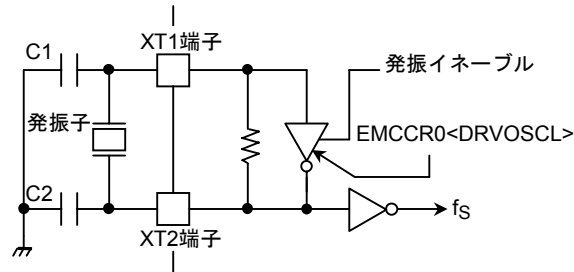 C1
XT1端子
発振イネーブル
発振子
EMCCR0<DRVOSCL>
C2
fS
XT2端子